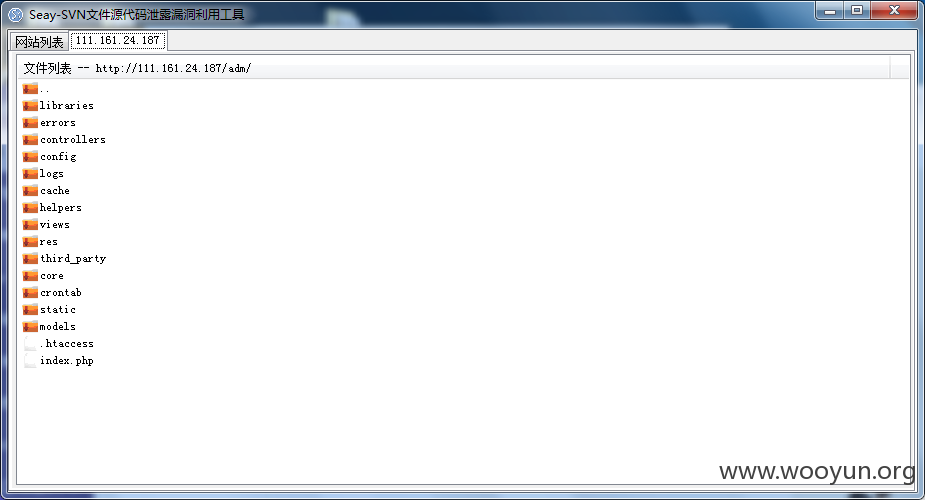 Seay-SVN文件源代码泄露漏洞利用工具
网站列表 111.161.24.187
文件列表 -- http://111.161.24.187/adm/
..
libraries
errors
controllers
config
logs
cache
helpers
views
res
third_party
core
crontab
static
models
.htaccess
index.php
www.wooyun.org